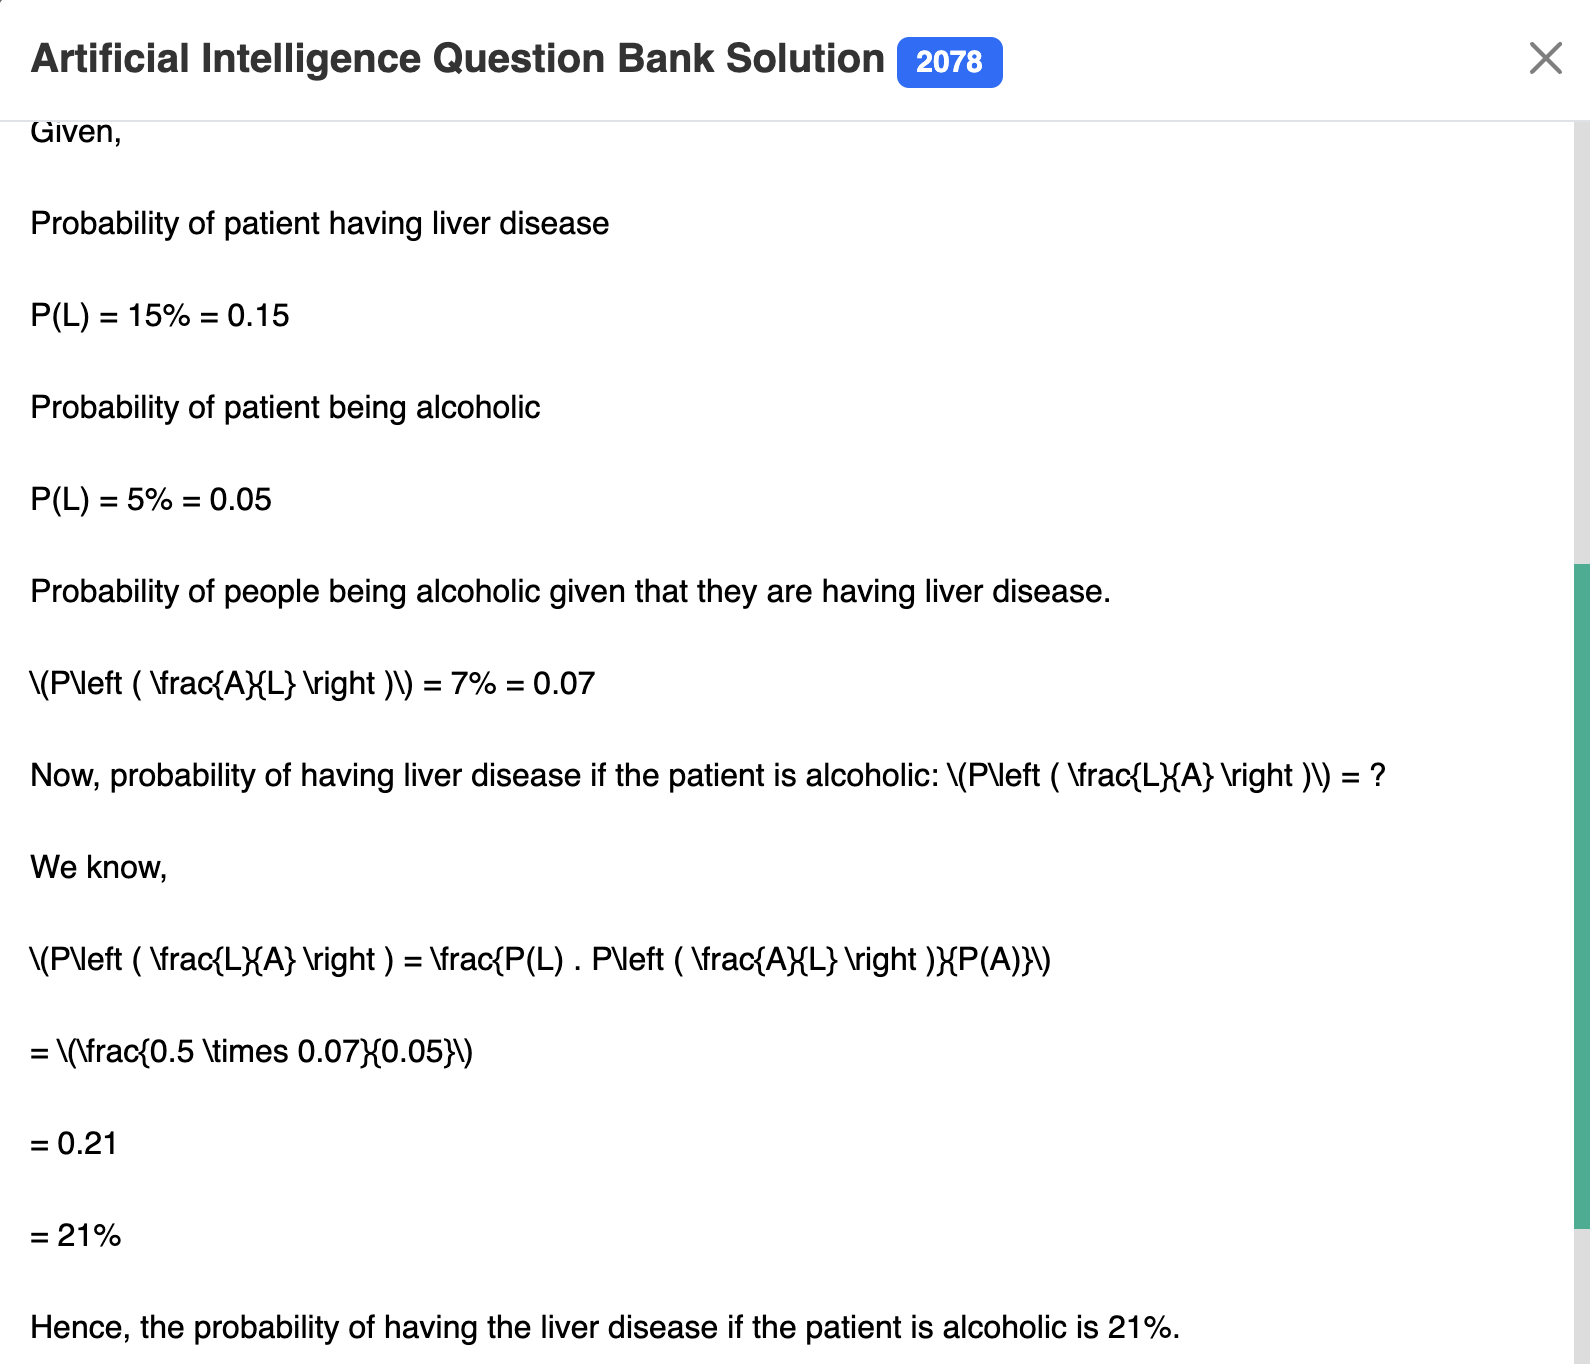 Artificial Intelligence Question Bank Solution 2078
Given,
Probability of patient having liver disease
P(L) = 15% = 0.15
Probability of patient being alcoholic
P(L) = 5% = 0.05
Probability of people being alcoholic given that they are having liver disease.
\(P\left ( \frac{A}{L} \right )\) = 7% = 0.07
Now, probability of having liver disease if the patient is alcoholic: \(P\left ( \frac{L}{A} \right )\) = ?
We know,
\(P\left ( \frac{L}{A} \right ) = \frac{P(L) . P\left ( \frac{A}{L} \right )}{P(A)}\)
= \(\frac{0.5 \times 0.07}{0.05}\)
= 0.21
= 21%
Hence, the probability of having the liver disease if the patient is alcoholic is 21%.